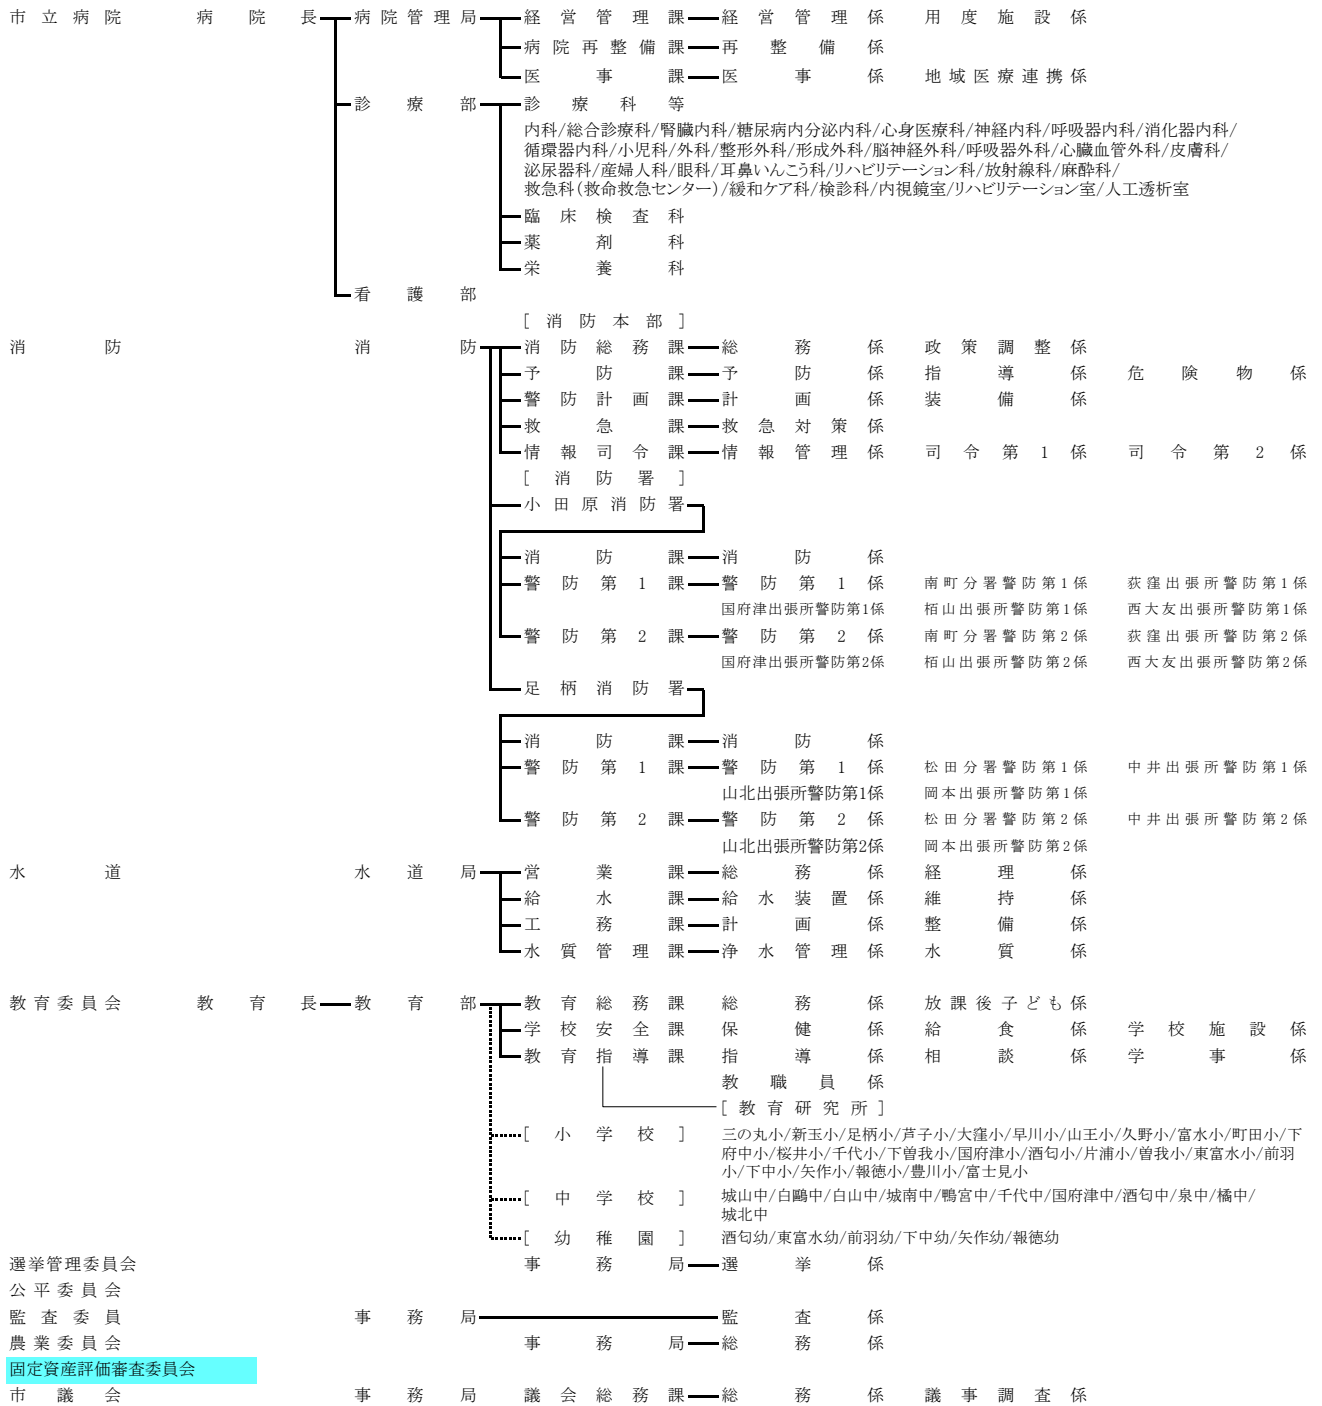 市立病院 病院長 病院管理局 経営管理課 経営管理係 用度施設係
病院再整備課 再整備係
医事課 医事係 地域医療連携係
診療部 診療科等
内科/総合診療科/腎臓内科/糖尿病内分泌内科/心身医療科/神経内科/呼吸器内科/消化器内科/
循環器内科/小児科/外科/整形外科/形成外科/脳神経外科/呼吸器外科/心臓血管外科/皮膚科/
泌尿器科/産婦人科/眼科/耳鼻いんこう科/リハビリテーション科/放射線科/麻酔科/
救急科(救命救急センター)/緩和ケア科/検診科/内視鏡室/リハビリテーション室/人工透析室
臨床検査科
薬剤科
栄養科
看護部
[消防本部]
消防 消防 消防総務課 総務係 政策調整係
予防課 予防係 指導係 危険物係
警防計画課 計画係 装備係
救急課 救急対策係
情報司令課 情報管理係 司令第1係 司令第2係
[消防署]
小田原消防署
消防課 消防係
警防第1課 警防第1係 南町分署警防第1係 荻窪出張所警防第1係
国府津出張所警防第1係 栢山出張所警防第1係 西大友出張所警防第1係
警防第2課 警防第2係 南町分署警防第2係 荻窪出張所警防第2係
国府津出張所警防第2係 栢山出張所警防第2係 西大友出張所警防第2係
足柄消防署
消防課 消防係
警防第1課 警防第1係 松田分署警防第1係 中井出張所警防第1係
山北出張所警防第1係 岡本出張所警防第1係
警防第2課 警防第2係 松田分署警防第2係 中井出張所警防第2係
山北出張所警防第2係 岡本出張所警防第2係
水道 水道局 営業課 総務係 経理係
給水課 給水装置係 維持係
工務課 計画係 整備係
水質管理課 浄水管理係 水質係
教育委員会 教育長 教育部 教育総務課 総務係 放課後子ども係
学校安全課 保健係 給食係 学校施設係
教育指導課 指導係 相談係 学事係
教職員係
[教育研究所]
[小学校] 三の丸小/新玉小/足柄小/芦子小/大窪小/早川小/山王小/久野小/富水小/町田小/下
府中小/桜井小/千代小/下曽我小/国府津小/酒匂小/片浦小/曽我小/東富水小/前羽
小/下中小/矢作小/報徳小/豊川小/富士見小
[中学校] 城山中/白鷗中/白山中/城南中/鴨宮中/千代中/国府津中/酒匂中/泉中/橘中/
城北中
[幼稚園] 酒匂幼/東富水幼/前羽幼/下中幼/矢作幼/報徳幼
選挙管理委員会 事務局 選挙係
公平委員会
監査委員 事務局 監査係
農業委員会 事務局 総務係
固定資産評価審査委員会
市議会 事務局 議会総務課 総務係 議事調査係